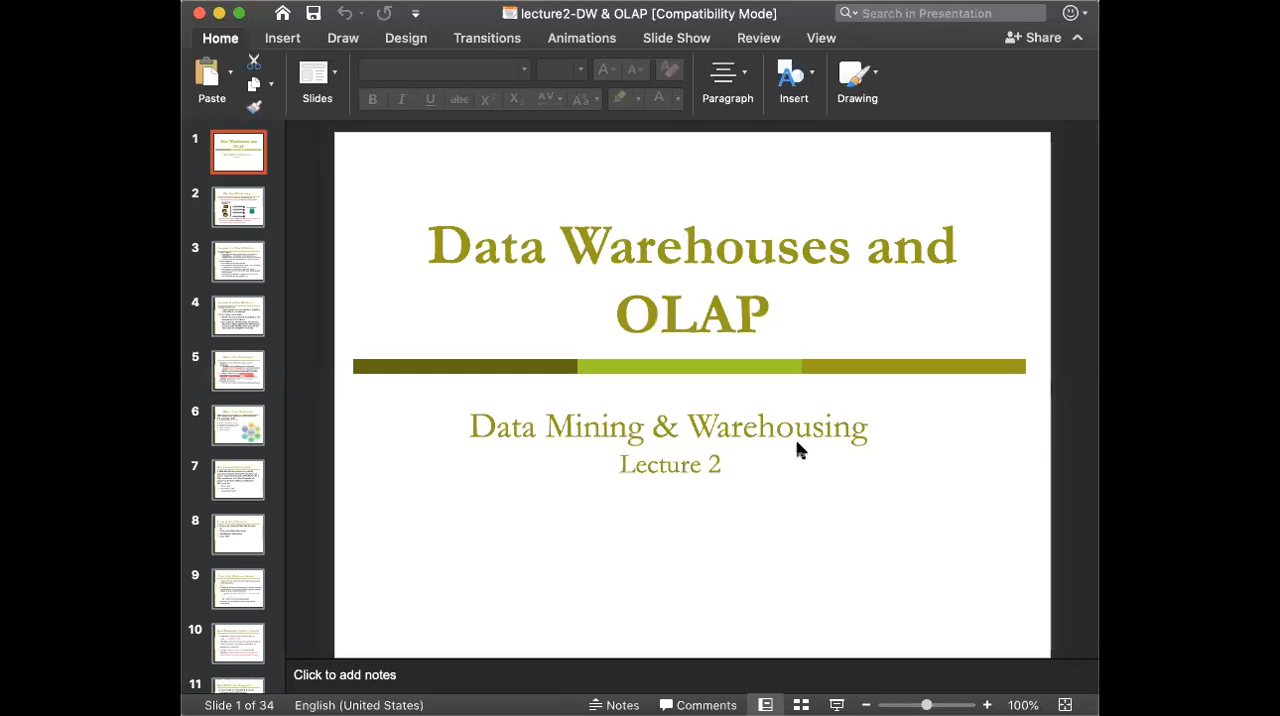 lecture2-DW & OLAP [Compatibility Mode]
Search in Presentation
Home Insert Draw Design Transitions Animations Slide Show Review View Share
Paste Slides Paragraph Insert Drawing
1
2
3
4
5
6
7
8
9
10
11
Data Warehouses and
OLAP
Data Mining & Warehousing
Lecture 2
Click to add notes
Slide 1 of 34 English (United States) Notes Comments 100%